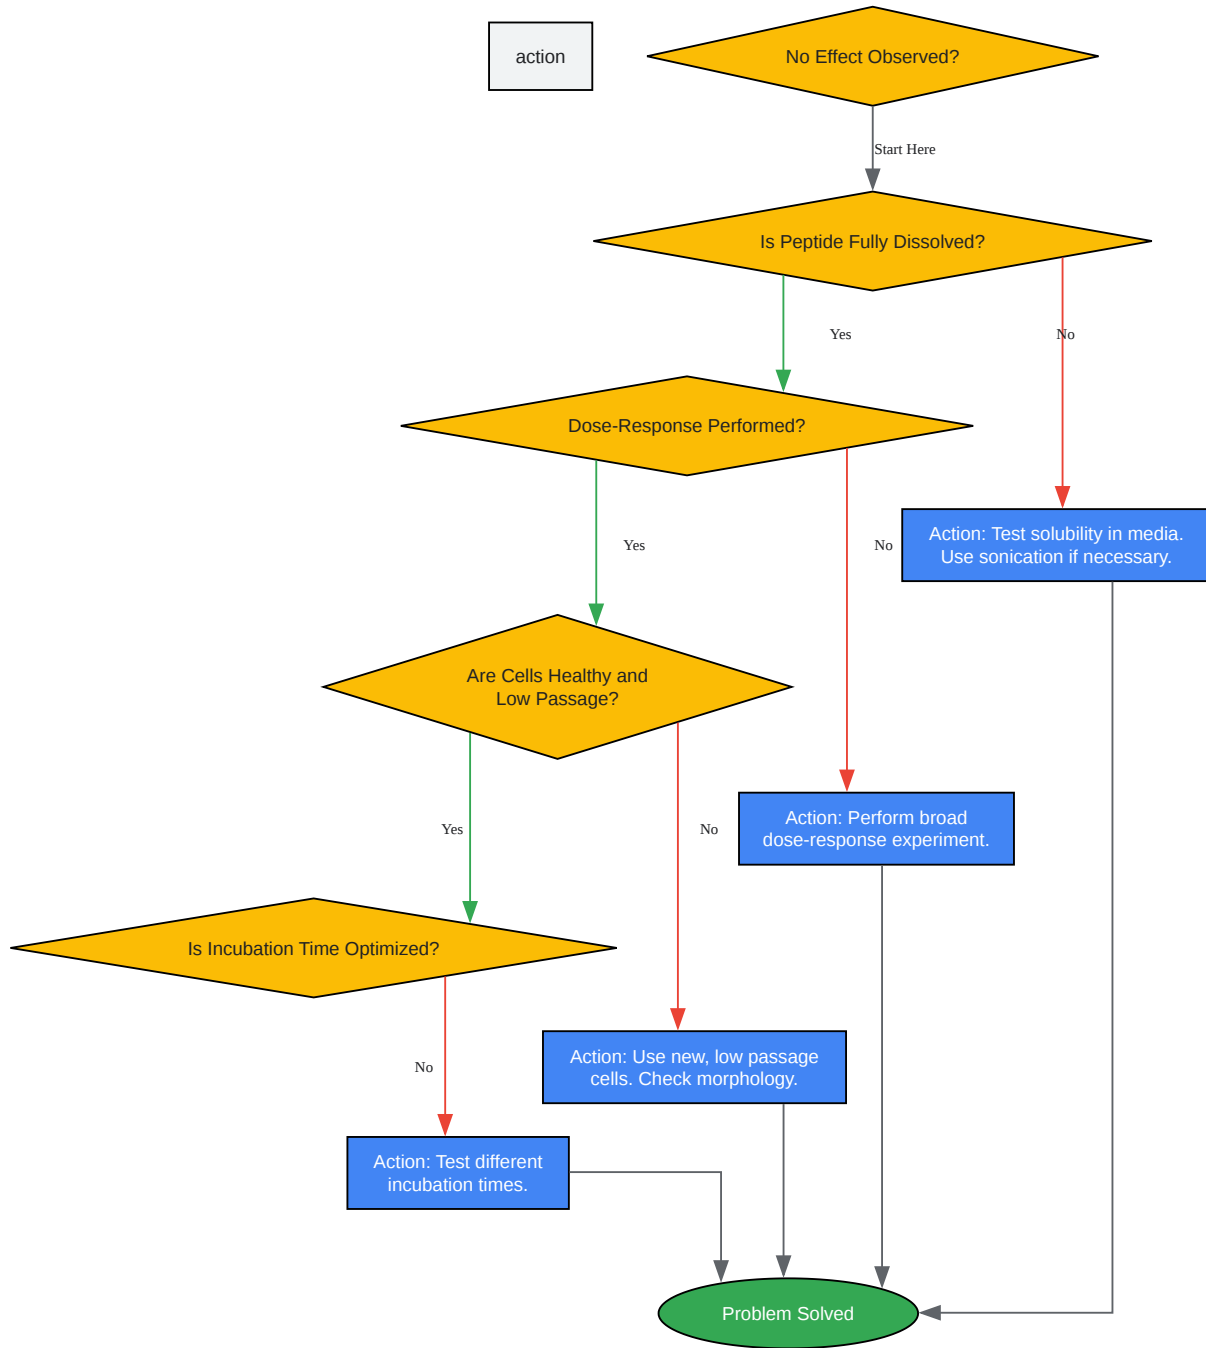 action
No Effect Observed?
Start Here
Is Peptide Fully Dissolved?
Yes
No
Dose-Response Performed?
Yes
No
Action: Test solubility in media.
Use sonication if necessary.
Are Cells Healthy and
Low Passage?
Yes
No
Action: Perform broad
dose-response experiment.
Is Incubation Time Optimized?
No
Action: Use new, low passage
cells. Check morphology.
Action: Test different
incubation times.
Problem Solved